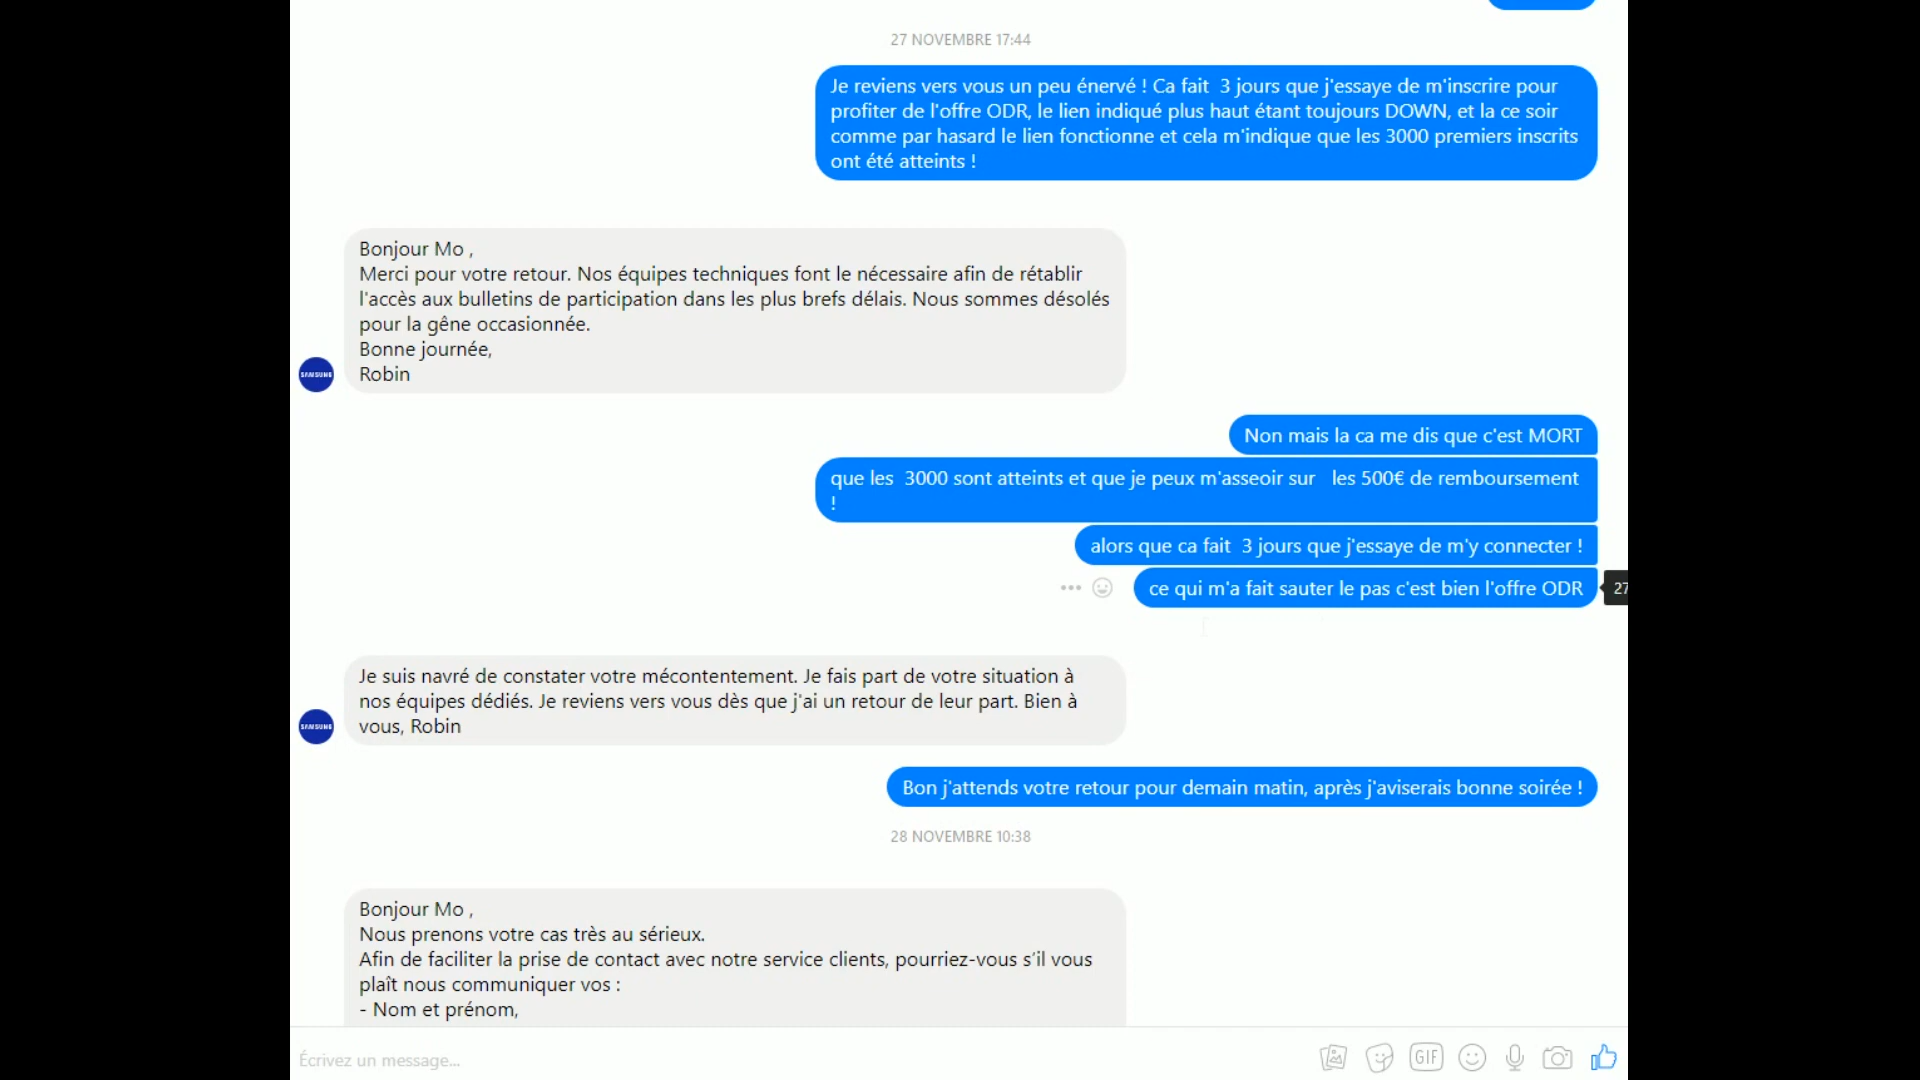 27 NOVEMBRE 17:44
Je reviens vers vous un peu énervé ! Ca fait  3 jours que j'essaye de m'inscrire pour
profiter de l'offre ODR, le lien indiqué plus haut étant toujours DOWN, et la ce soir
comme par hasard le lien fonctionne et cela m'indique que les 3000 premiers inscrits
ont été atteints !
Bonjour Mo ,
Merci pour votre retour. Nos équipes techniques font le nécessaire afin de rétablir
l'accès aux bulletins de participation dans les plus brefs délais. Nous sommes désolés
pour la gêne occasionnée.
Bonne journée,
Robin
SAMSUNG
Non mais la ca me dis que c'est MORT
que les  3000 sont atteints et que je peux m'asseoir sur   les 500€ de remboursement
!
alors que ca fait  3 jours que j'essaye de m'y connecter !
ce qui m'a fait sauter le pas c'est bien l'offre ODR
27
Je suis navré de constater votre mécontentement. Je fais part de votre situation à
nos équipes dédiés. Je reviens vers vous dès que j'ai un retour de leur part. Bien à
vous, Robin
SAMSUNG
Bon j'attends votre retour pour demain matin, après j'aviserais bonne soirée !
28 NOVEMBRE 10:38
Bonjour Mo ,
Nous prenons votre cas très au sérieux.
Afin de faciliter la prise de contact avec notre service clients, pourriez-vous s'il vous
plaît nous communiquer vos :
- Nom et prénom,
Écrivez un message...
GIF